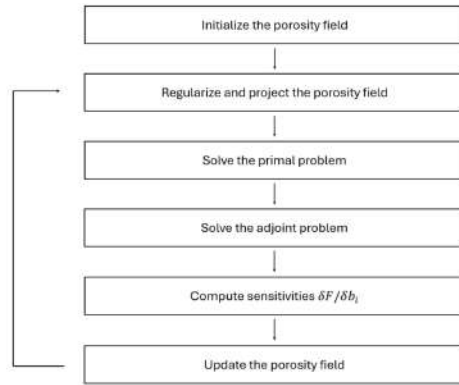 Initialize the porosity field
Regularize and project the porosity field
Solve the primal problem
Solve the adjoint problem
Compute sensitivities δF/δbᵢ
Update the porosity field